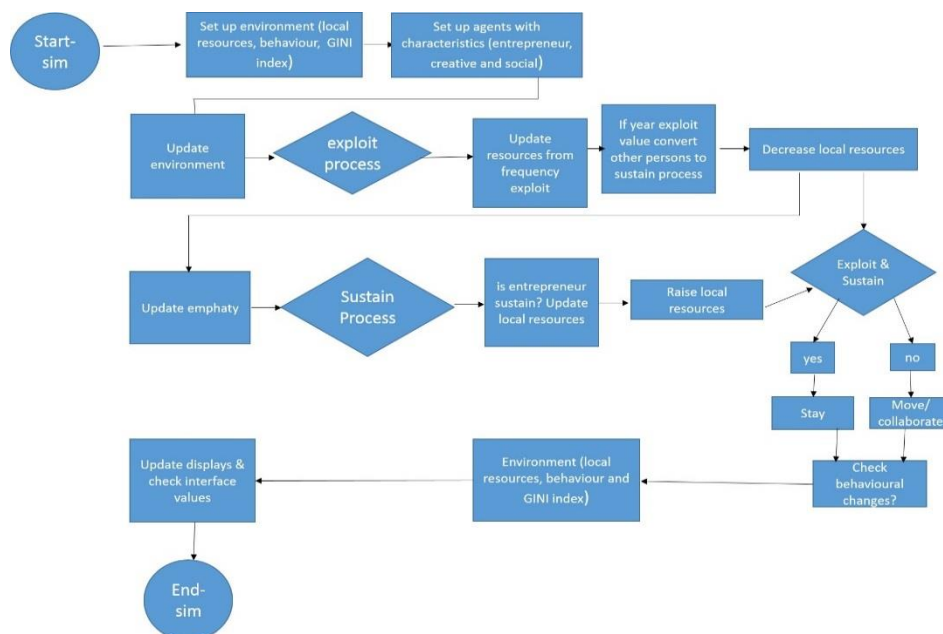 Start-
sim
Set up environment (local
resources, behaviour, GINI
index)
Set up agents with
characteristics (entrepreneur,
creative and social)
Update
environment
exploit
process
Update
resources from
frequency
exploit
If year exploit
value convert
other persons to
sustain process
Decrease local resources
Update emphaty
Sustain
Process
is entrepreneur
sustain? Update
local resources
Raise local
resources
Exploit &
Sustain
yes
no
Stay
Move/
collaborate
Check
behavioural
changes?
Environment (local
resources, behaviour and
GINI index)
Update displays &
check interface
values
End-
sim